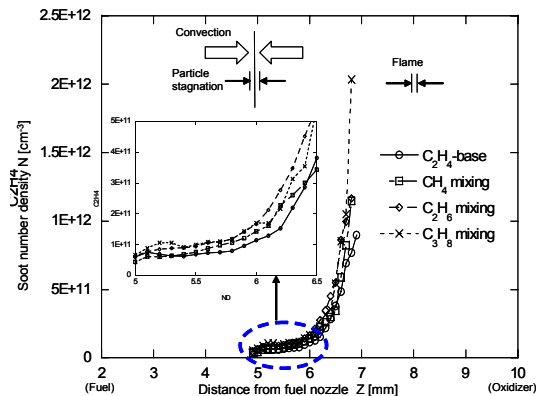 2.5E+12
2E+12
1.5E+12
1E+12
5E+11
0
Soot number density N [cm⁻³]
C2H4
Convection
Particle
stagnation
Flame
5E+11
4E+11
3E+11
2E+11
1E+11
0
C2H4
5 5.5 6 6.5
ND
C₂H₄-base
CH₄ mixing
C₂H₆ mixing
C₃H₈ mixing
2 3 4 5 6 7 8 9 10
(Fuel) Distance from fuel nozzle Z [mm] (Oxidizer)